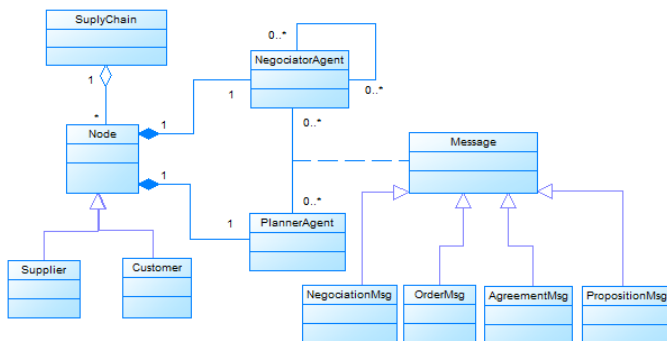 SuplyChain
1
*
Node
1
1
NegociatorAgent
0..*
0..*
1
0..*
0..*
1
PlannerAgent
Message
Supplier
Customer
NegociationMsg
OrderMsg
AgreementMsg
PropositionMsg